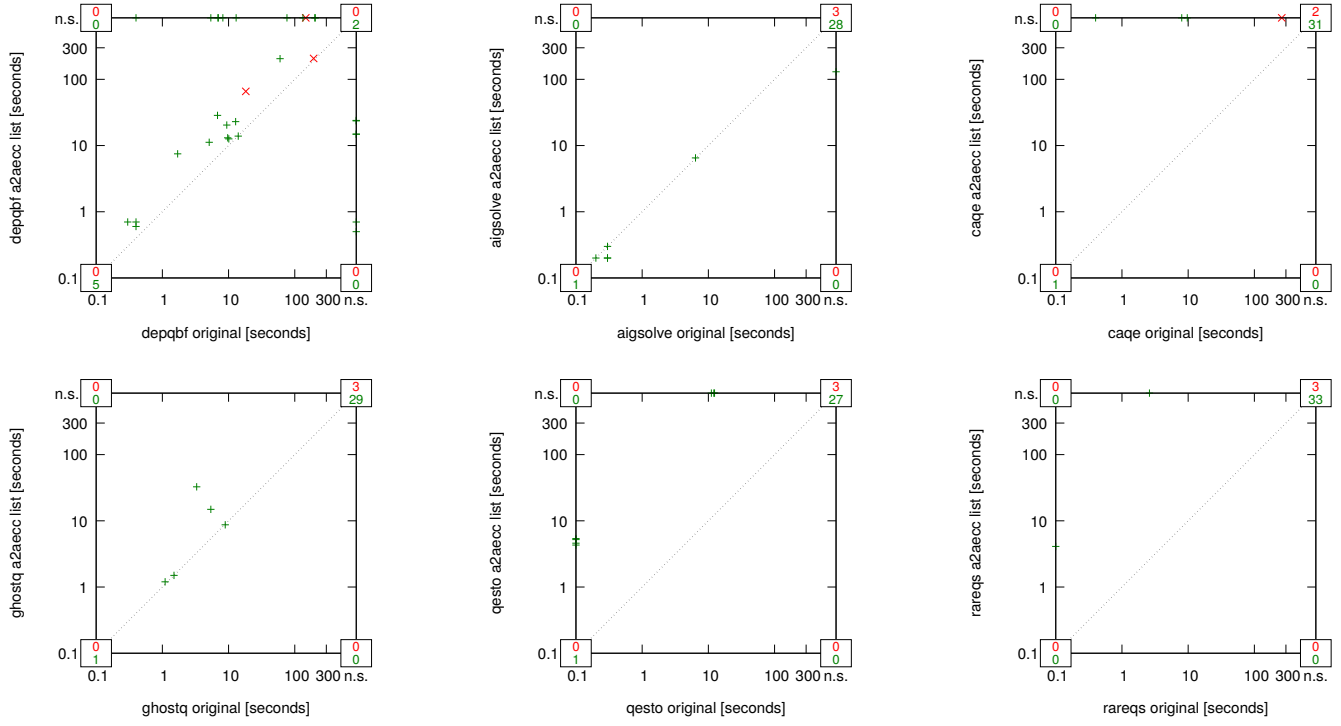 0 0 0 3 0 2
n.s. 0 2 n.s. 0 28 n.s. 0 31
300 300 300
100 100 100
10 10 10
1 1 1
0.1 0 0 0.1 0 0 0.1 0 0
5 0 1 0 1 0
0.1 1 10 100 300 n.s. 0.1 1 10 100 300 n.s. 0.1 1 10 100 300 n.s.
depqbf a2aecc list [seconds] aigsolve a2aecc list [seconds] caqe a2aecc list [seconds]
depqbf original [seconds] aigsolve original [seconds] caqe original [seconds]
0 3 0 3 0 3
n.s. 0 29 n.s. 0 27 n.s. 0 33
300 300 300
100 100 100
10 10 10
1 1 1
0.1 0 0 0.1 0 0 0.1 0 0
1 0 1 0 0 0
0.1 1 10 100 300 n.s. 0.1 1 10 100 300 n.s. 0.1 1 10 100 300 n.s.
ghostq a2aecc list [seconds] qesto a2aecc list [seconds] rareqs a2aecc list [seconds]
ghostq original [seconds] qesto original [seconds] rareqs original [seconds]